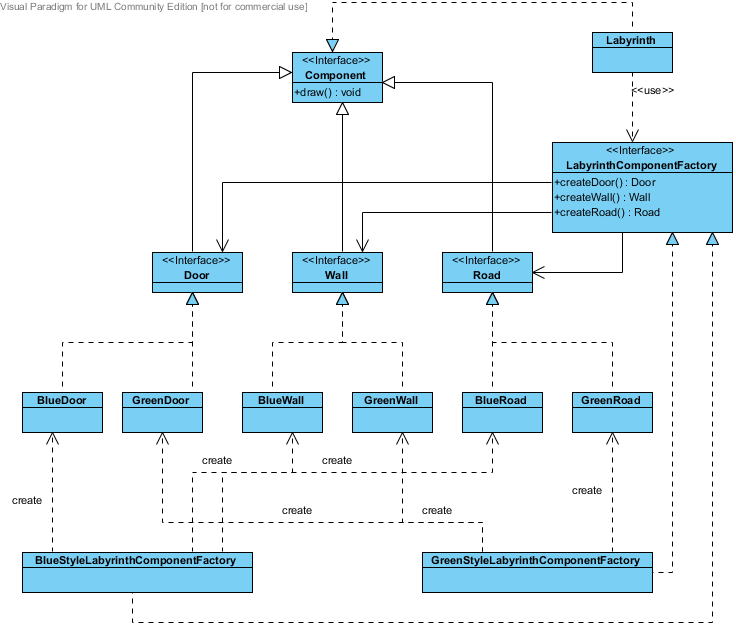 Visual Paradigm for UML Community Edition [not for commercial use]
Labyrinth
<<Interface>>
Component
+draw() : void
<<use>>
<<Interface>>
LabyrinthComponentFactory
+createDoor() : Door
+createWall() : Wall
+createRoad() : Road
<<Interface>>
Door
<<Interface>>
Wall
<<Interface>>
Road
BlueDoor
GreenDoor
BlueWall
GreenWall
BlueRoad
GreenRoad
create
create
create
create
create
create
BlueStyleLabyrinthComponentFactory
GreenStyleLabyrinthComponentFactory